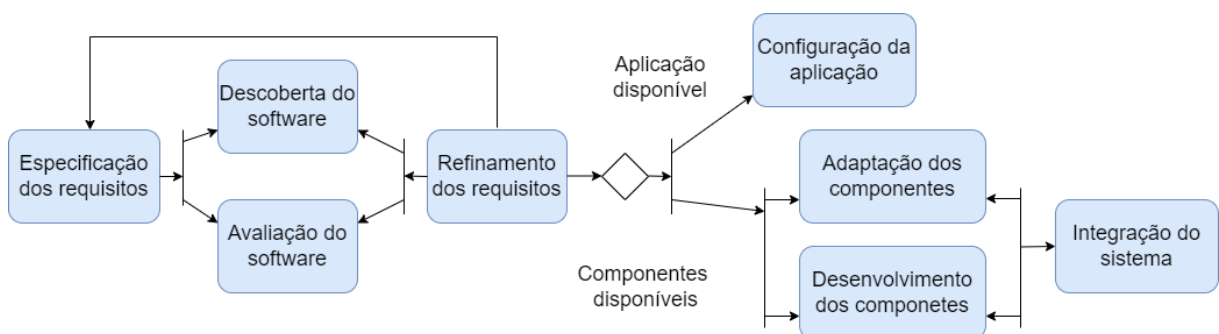 Especificação
dos requisitos
Descoberta do
software
Avaliação do
software
Refinamento
dos requisitos
Aplicação
disponível
Configuração da
aplicação
Componentes
disponíveis
Adaptação dos
componentes
Desenvolvimento
dos componetes
Integração do
sistema